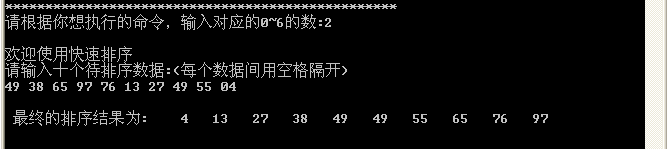 **************************************************
请根据你想执行的命令，输入对应的0~6的数:2
欢迎使用快速排序
请输入十个待排序数据:(每个数据间用空格隔开)
49 38 65 97 76 13 27 49 55 04
最终的排序结果为: 4 13 27 38 49 49 55 65 76 97